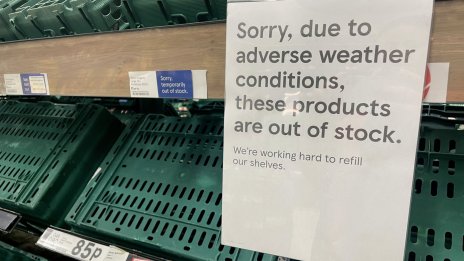 Sorry, due to
adverse weather
conditions,
these products
are out of stock.
We're working hard to refill
our shelves.
Sorry,
temporarily
out of stock.
85p